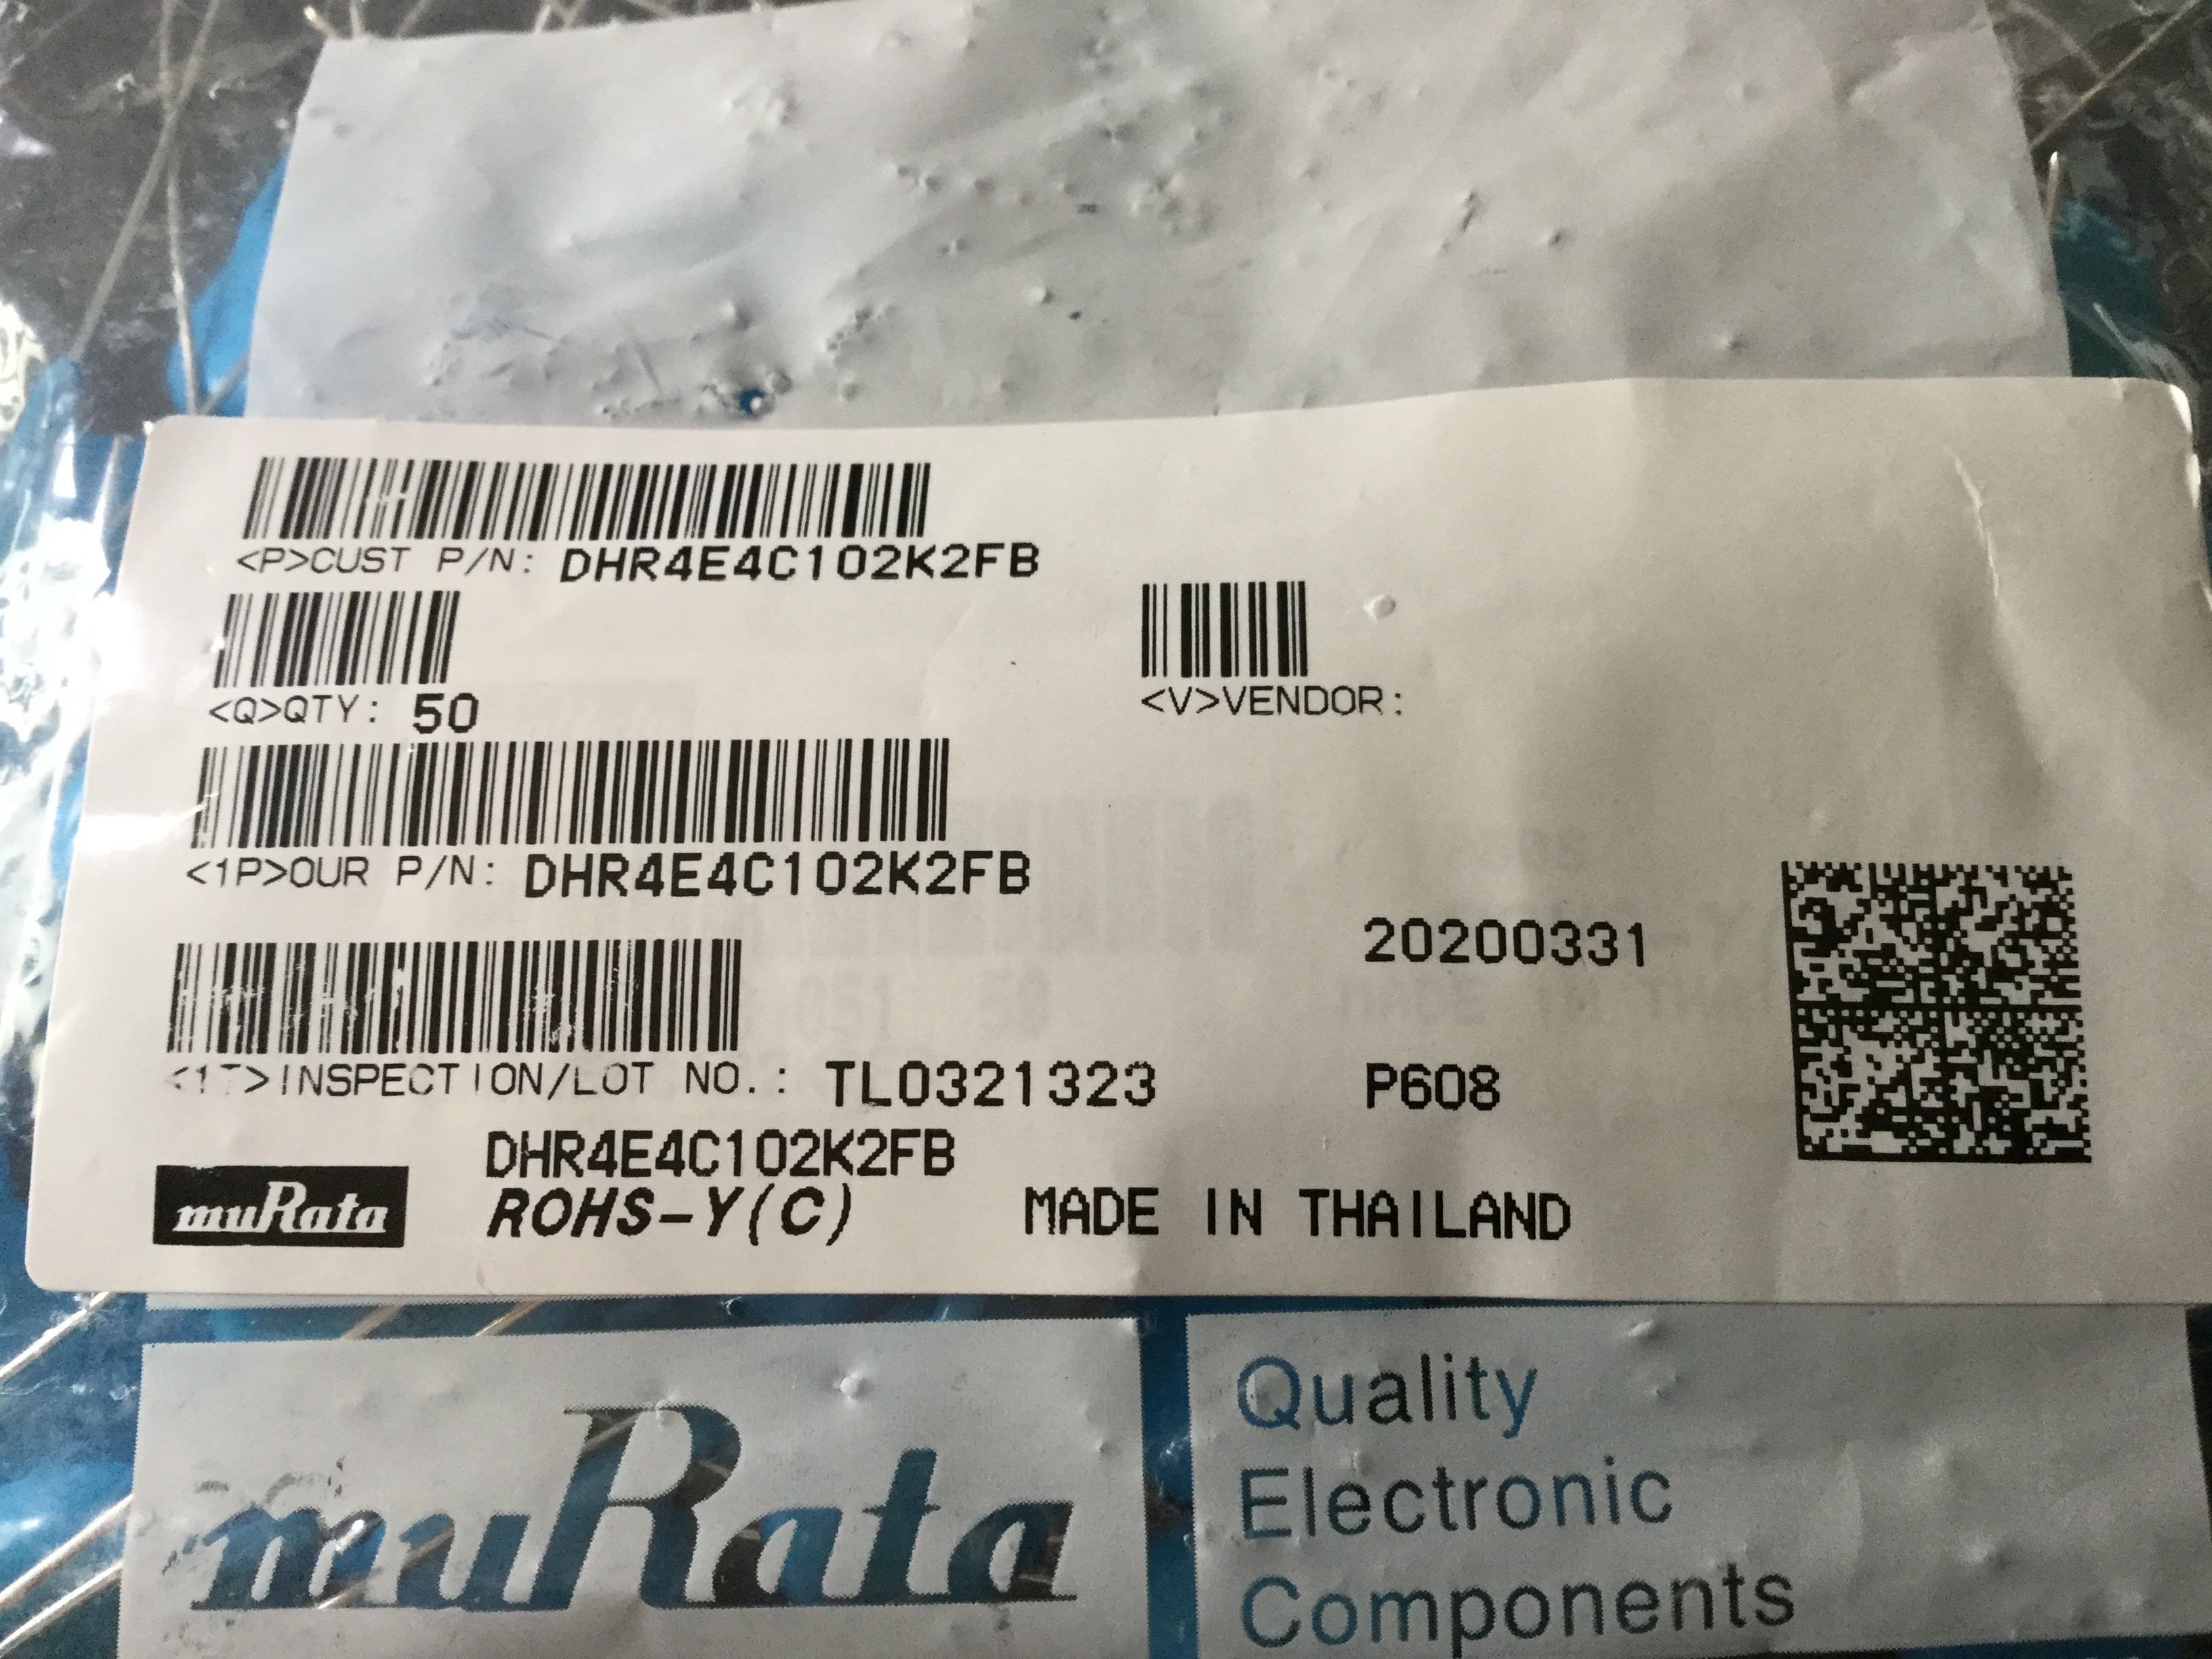 <P>CUST P/N: DHR4E4C102K2FB
<Q>QTY: 50
<V>VENDOR:
<1P>OUR P/N: DHR4E4C102K2FB
20200331
<1T>INSPECTION/LOT NO.: TL0321323
P608
DHR4E4C102K2FB
muRata
ROHS-Y(C)
MADE IN THAILAND
muRata
Quality
Electronic
Components